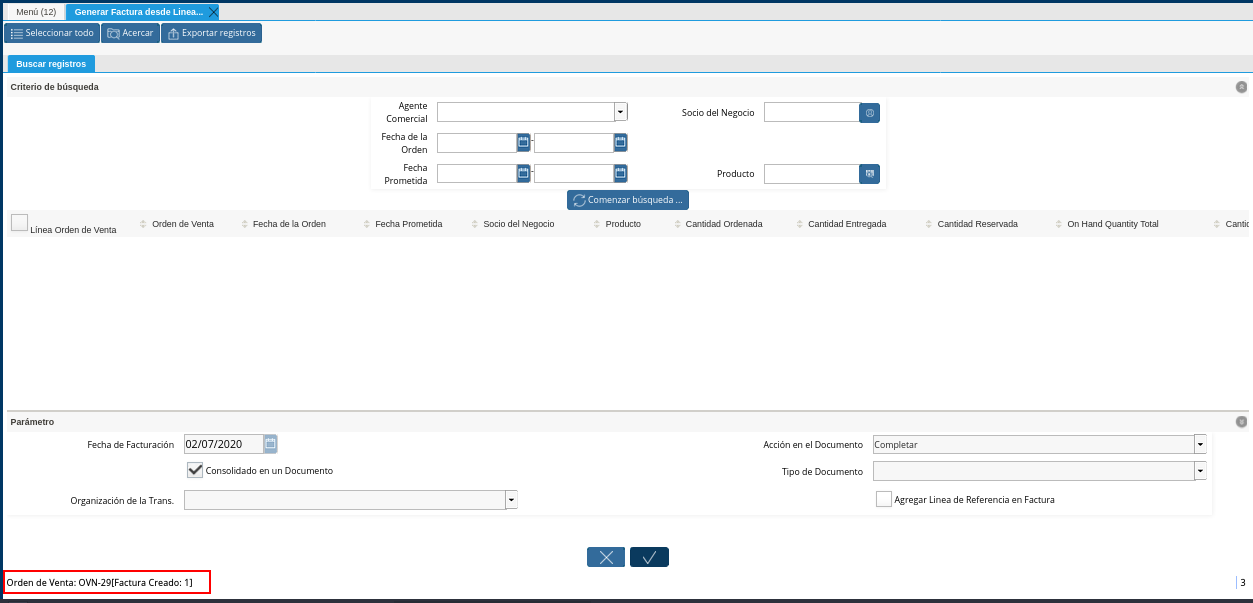 Menú (12)
Generar Factura desde Linea...
Seleccionar todo
Acercar
Exportar registros
Buscar registros
Criterio de búsqueda
Agente
Comercial
Socio del Negocio
Fecha de la
Orden
-
Fecha
Prometida
-
Producto
Comenzar búsqueda ...
Línea Orden de Venta
Orden de Venta
Fecha de la Orden
Fecha Prometida
Socio del Negocio
Producto
Cantidad Ordenada
Cantidad Entregada
Cantidad Reservada
On Hand Quantity Total
Cantid
Parámetro
Fecha de Facturación
02/07/2020
Acción en el Documento
Completar
Consolidado en un Documento
Tipo de Documento
Organización de la Trans.
Agregar Linea de Referencia en Factura
Orden de Venta: OVN-29[Factura Creado: 1]
3